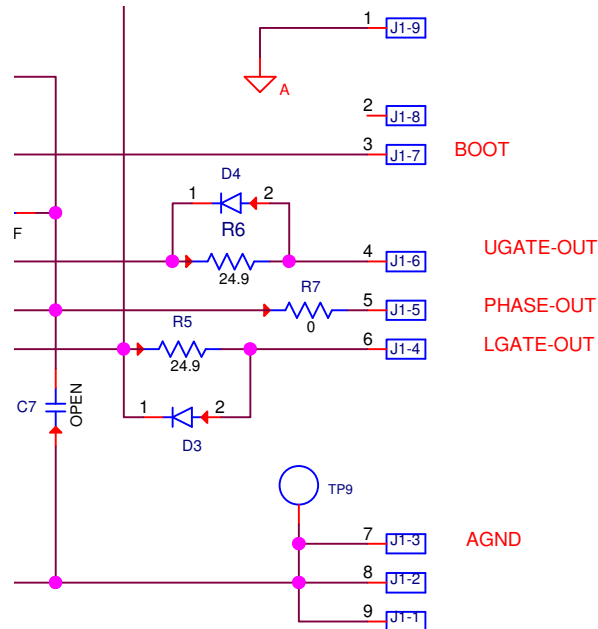 1 J1-9
A
2 J1-8
3 J1-7 BOOT
D4
1 2
R6
F
24.9
4 J1-6 UGATE-OUT
R7
0
5 J1-5 PHASE-OUT
R5
24.9
6 J1-4 LGATE-OUT
C7 OPEN
1 2
D3
TP9
7 J1-3 AGND
8 J1-2
9 J1-1